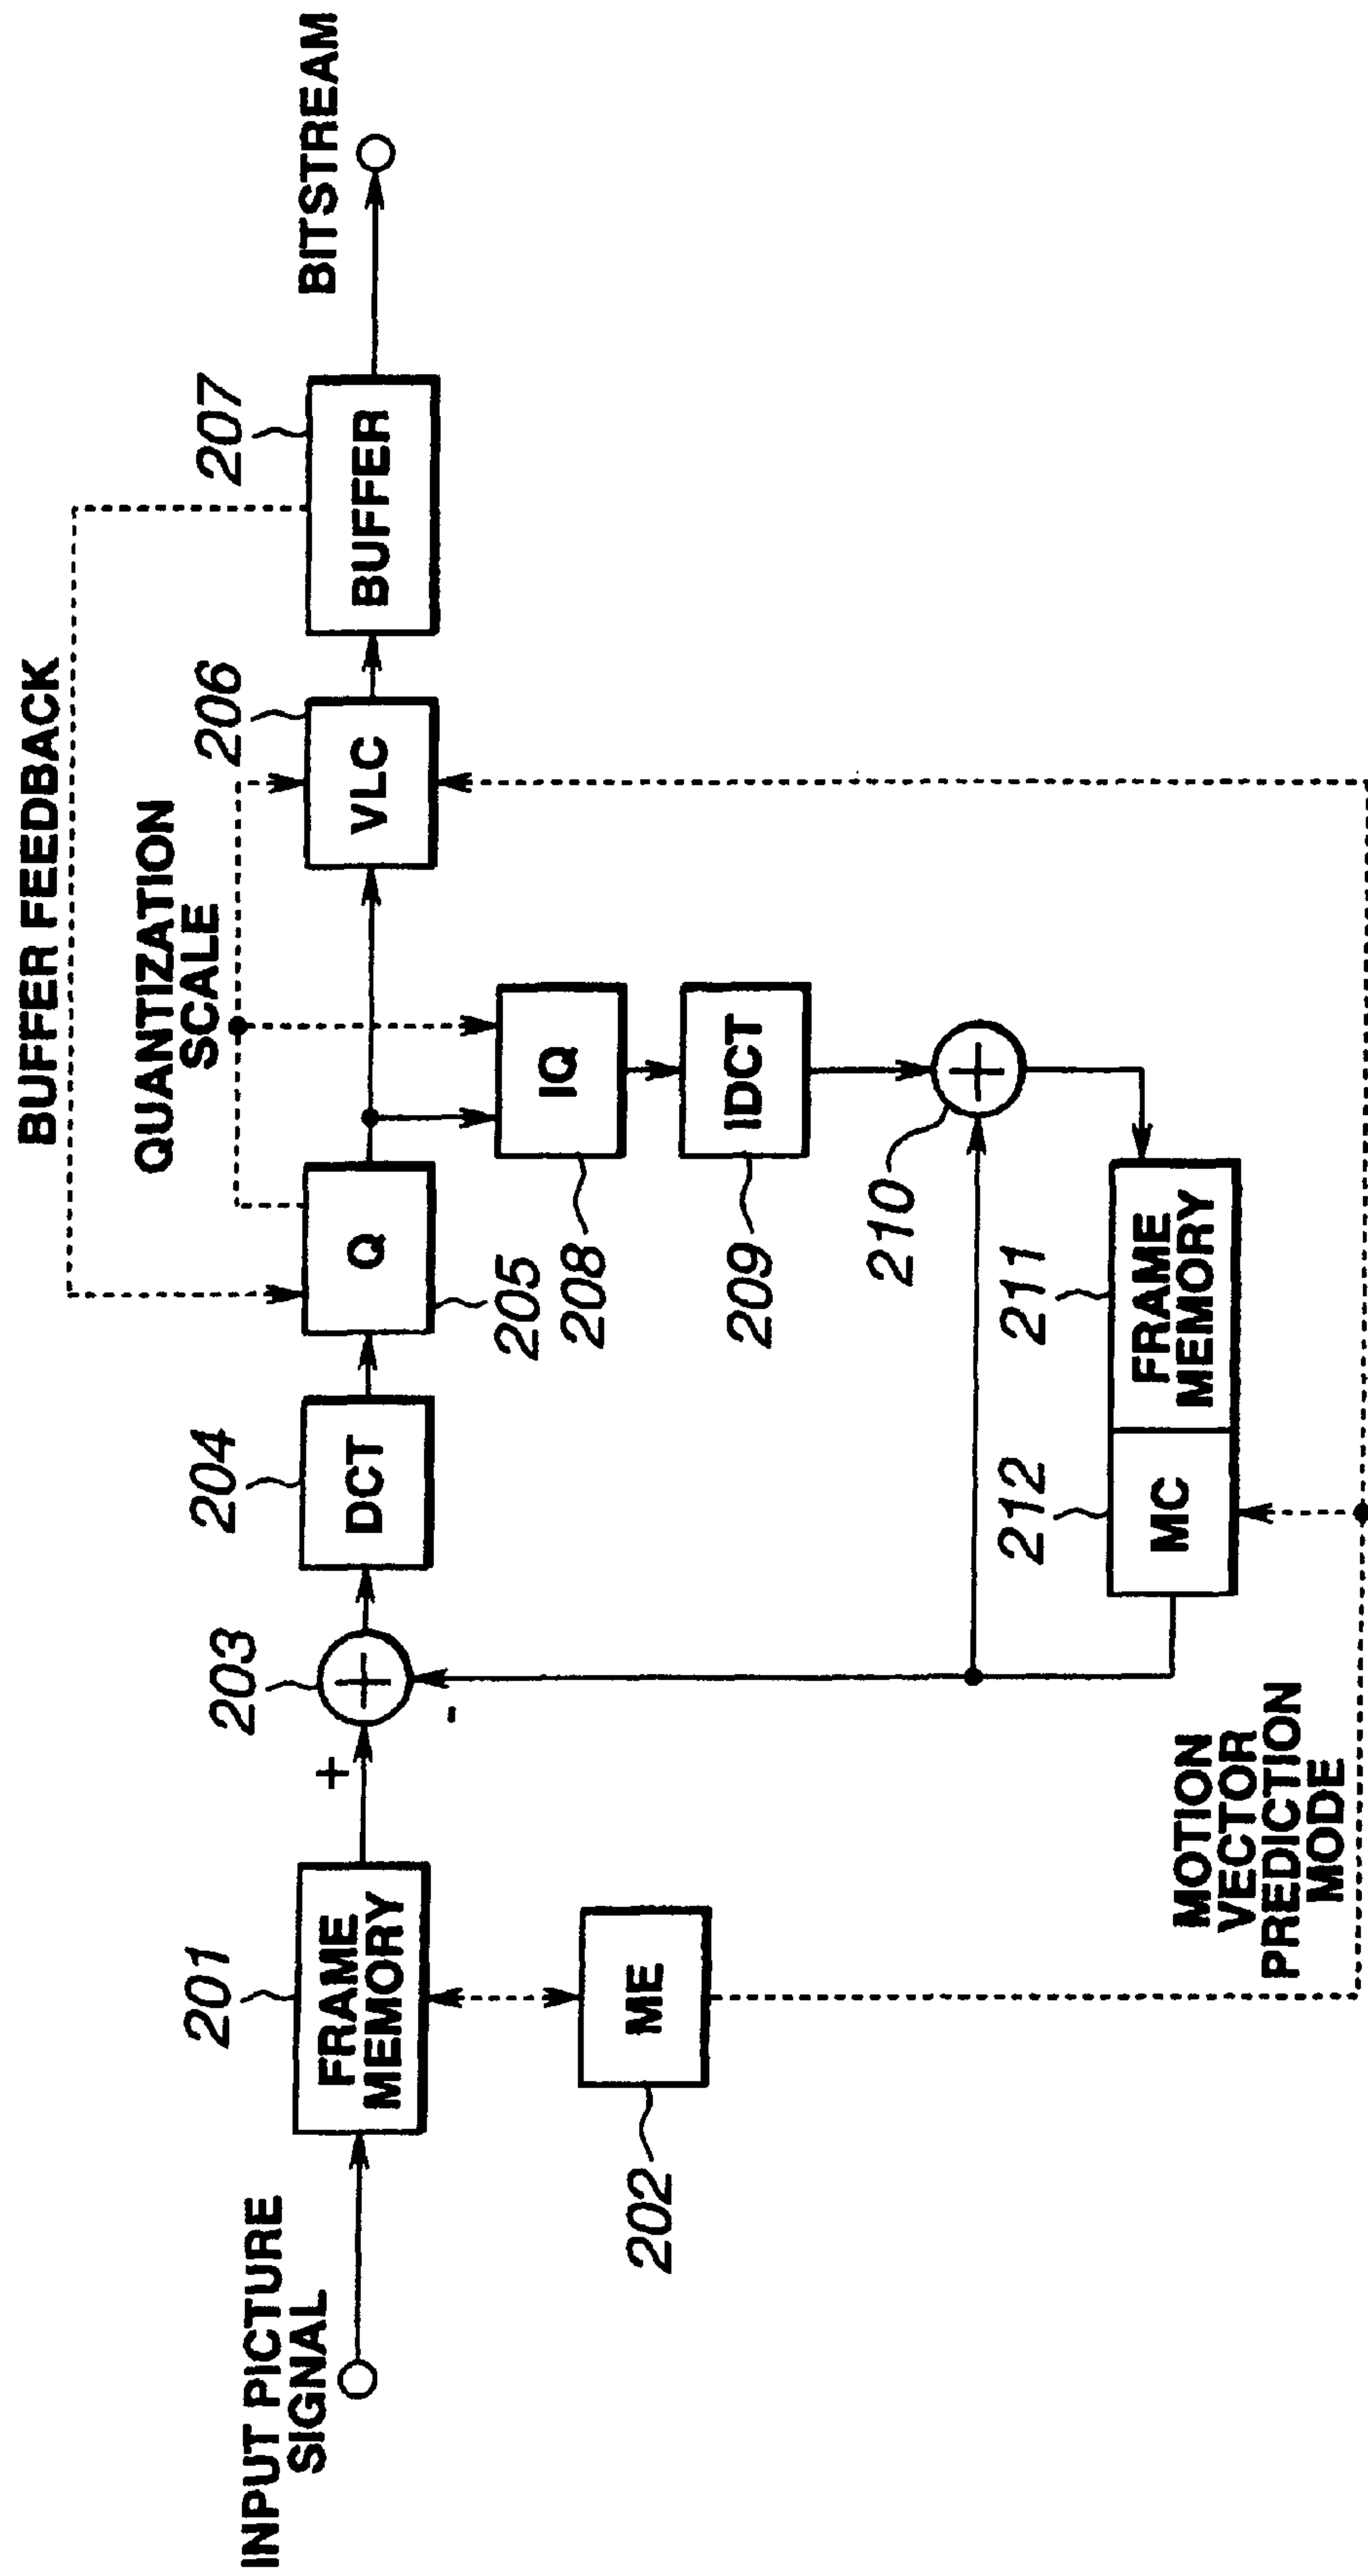 BUFFER FEEDBACK
QUANTIZATION
SCALE
INPUT PICTURE
SIGNAL
201
FRAME
MEMORY
+
203
+
-
204
DCT
Q
205
206
VLC
207
BUFFER
BITSTREAM
202
ME
IQ
208
IDCT
209
+
210
212
MC
211
FRAME
MEMORY
MOTION
VECTOR
PREDICTION
MODE